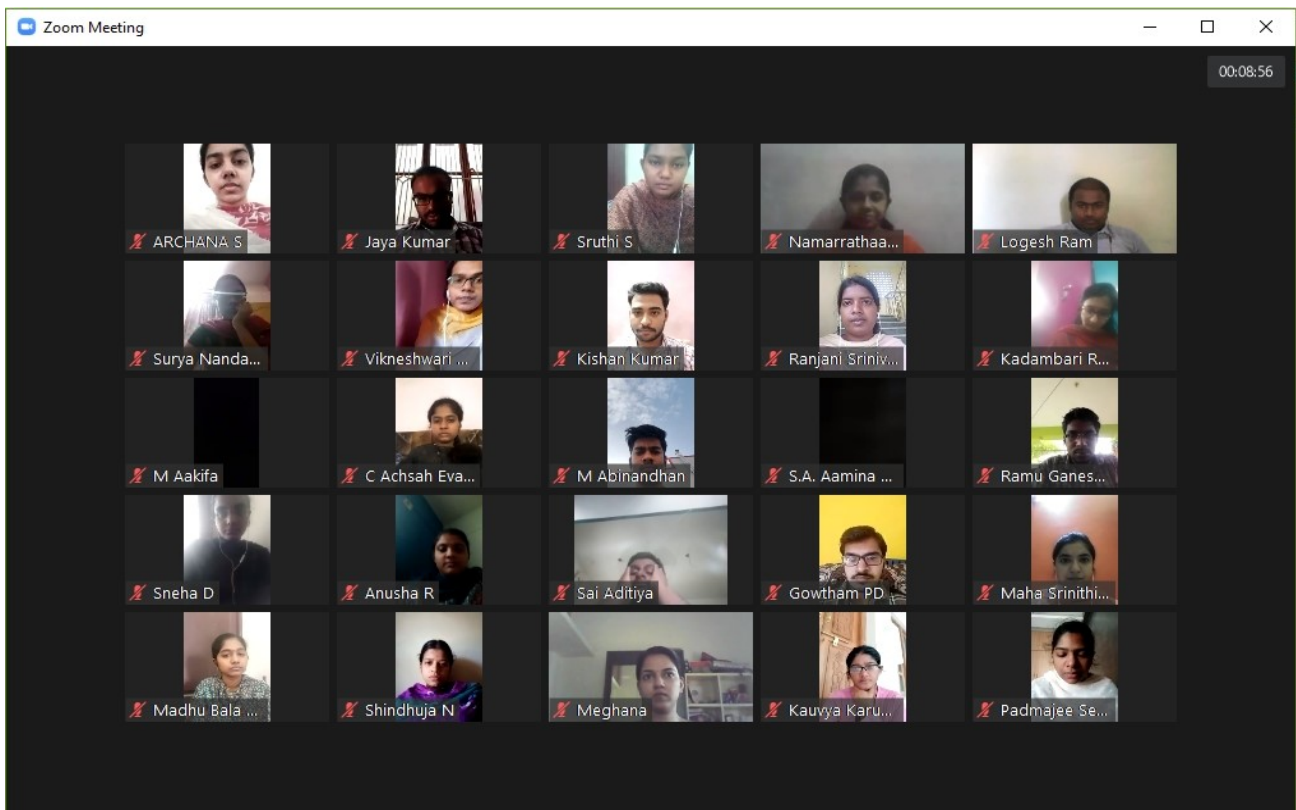 Zoom Meeting
00:08:56
ARCHANA S
Jaya Kumar
Sruthi S
Namarrathaa...
Logesh Ram
Surya Nanda...
Vikneshwari ...
Kishan Kumar
Ranjani Sriniv...
Kadambari R...
M Aakifa
C Achsah Eva...
M Abinandhan
S.A. Aamina ...
Ramu Ganes...
Sneha D
Anusha R
Sai Aditiya
Gowtham PD
Maha Srinithi...
Madhu Bala ...
Shindhuja N
Meghana
Kauvya Karu...
Padmajee Se...